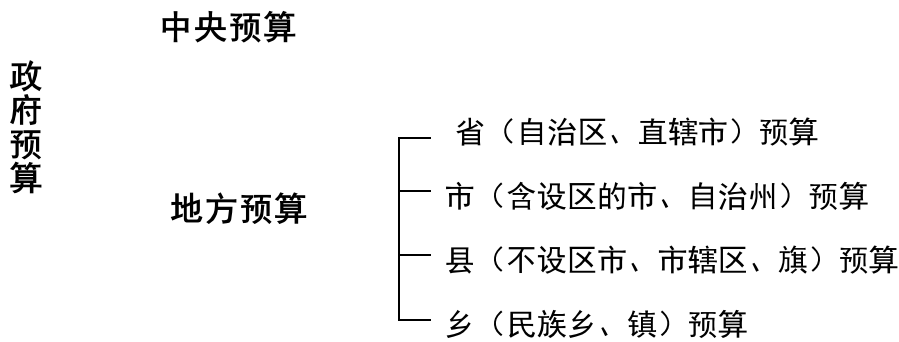 政府预算
中央预算
地方预算
省（自治区、直辖市）预算
市（含设区的市、自治州）预算
县（不设区市、市辖区、旗）预算
乡（民族乡、镇）预算